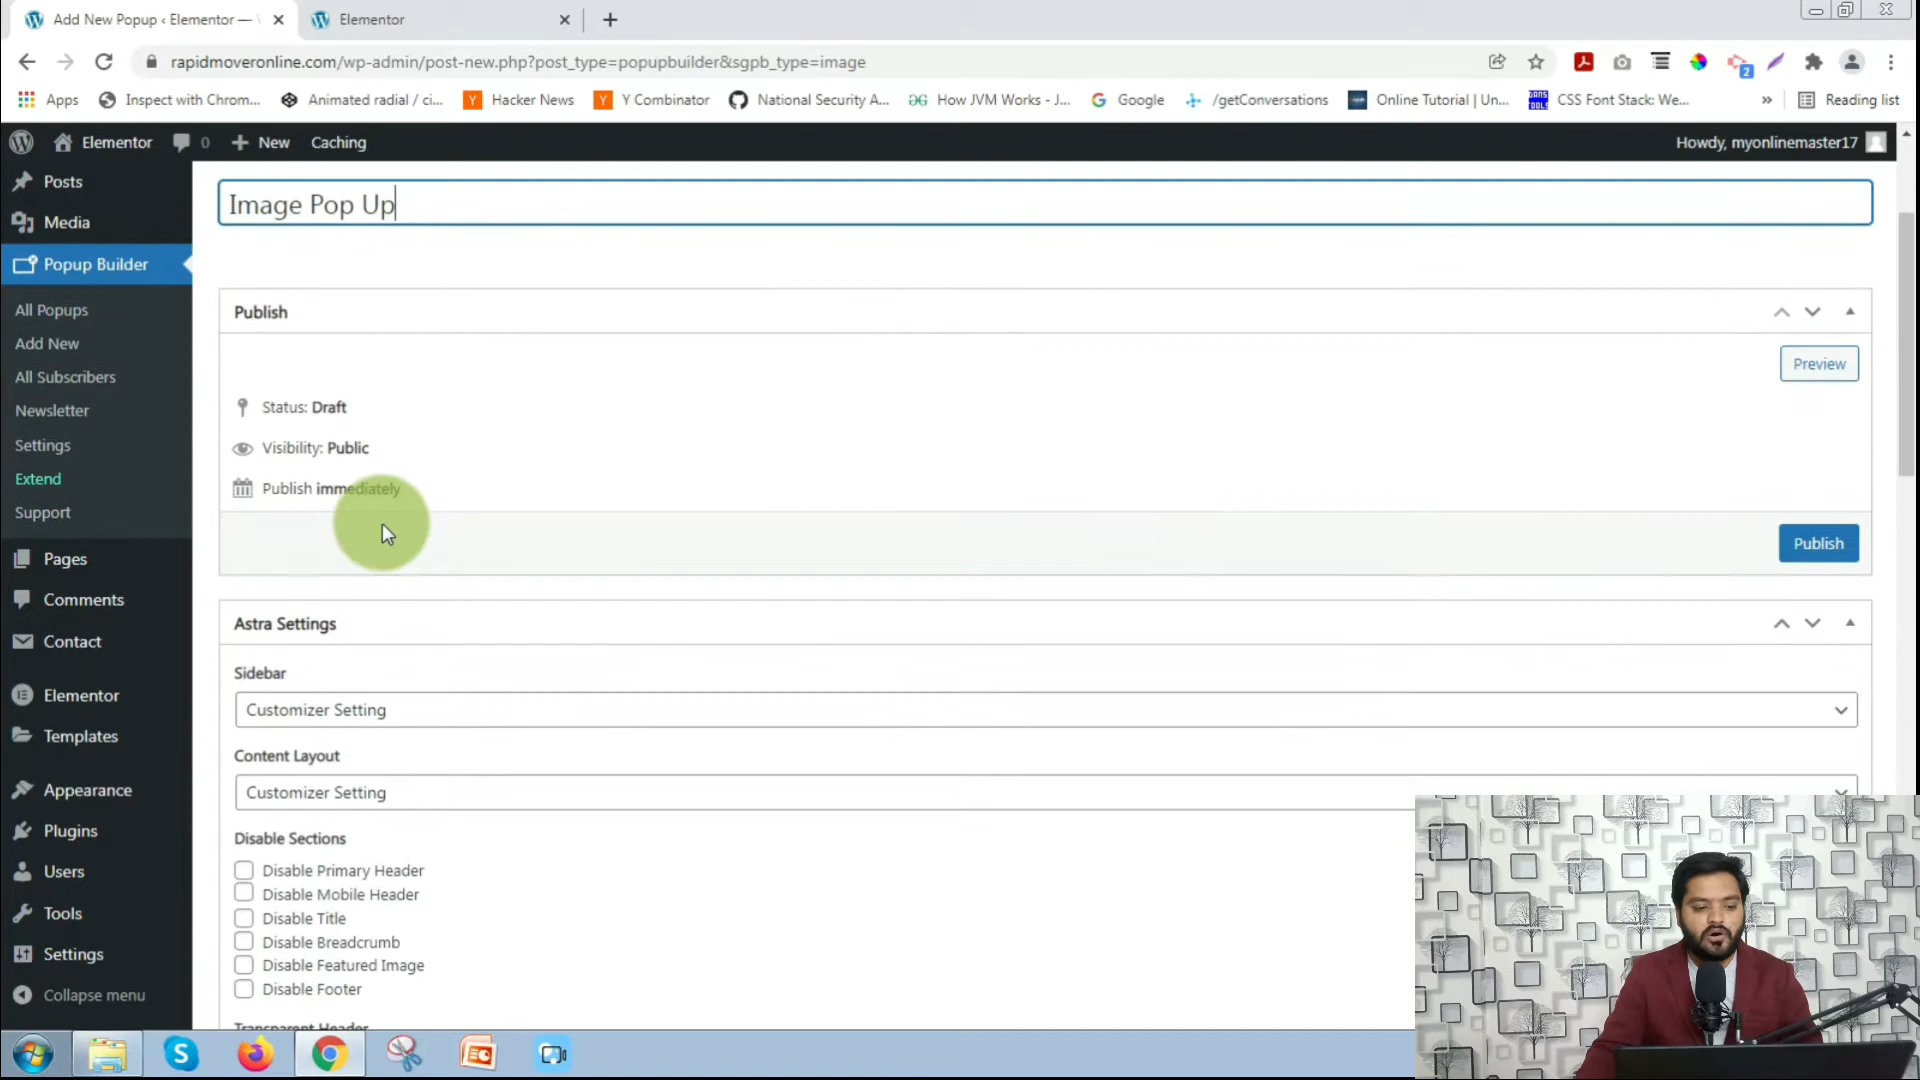 Add New Popup ‹ Elementor —
Elementor
rapidmoveronline.com/wp-admin/post-new.php?post_type=popupbuilder&sgpb_type=image
2
Apps
Inspect with Chrom...
Animated radial / ci...
Hacker News
Y Combinator
National Security A...
How JVM Works - J...
Google
/getConversations
Online Tutorial | Un...
CSS Font Stack: We...
»
Reading list
Elementor
0
New
Caching
Howdy, myonlinemaster17
Posts
Media
Popup Builder
All Popups
Add New
All Subscribers
Newsletter
Settings
Extend
Support
Pages
Comments
Contact
Elementor
Templates
Appearance
Plugins
Users
Tools
Settings
Collapse menu
Image Pop Up
Publish
Preview
Status: Draft
Visibility: Public
Publish immediately
Publish
Astra Settings
Sidebar
Customizer Setting
Content Layout
Customizer Setting
Disable Sections
Disable Primary Header
Disable Mobile Header
Disable Title
Disable Breadcrumb
Disable Featured Image
Disable Footer
Transparent Header